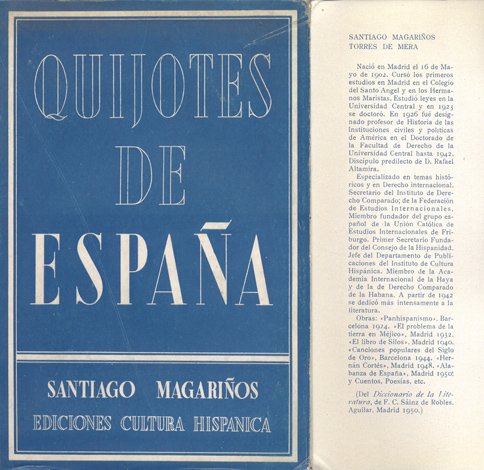 QUIJOTES
DE
ESPAÑA
SANTIAGO MAGARIÑOS
EDICIONES CULTURA HISPANICA
SANTIAGO MAGARIÑOS
TORRES DE MERA
Nació en Madrid el 16 de Ma-
yo de 1902. Cursó los primeros
estudios en Madrid en el Colegio
del Santo Angel y en los Herma-
nos Maristas. Estudió leyes en la
Universidad Central y en 1923
se doctoró. En 1926 fué desig-
nado profesor de Historia de las
Instituciones civiles y políticas
de América en el Doctorado de
la Facultad de Derecho de la
Universidad Central hasta 1942.
Discípulo predilecto de D. Rafael
Altamira.
Especializado en temas histó-
ricos y en Derecho internacional.
Secretario del Instituto de Dere-
cho Comparado; de la Federación
de Estudios Internacionales.
Miembro fundador del grupo es-
pañol de la Unión Católica de
Estudios Internacionales de Fri-
burgo. Primer Secretario Funda-
dor del Consejo de la Hispanidad.
Jefe del Departamento de Publi-
caciones del Instituto de Cultura
Hispánica. Miembro de la Aca-
demia Internacional de la Haya
y de la de Derecho Comparado
de la Habana. A partir de 1942
se dedicó más intensamente a la
literatura.
Obras: «Panhispanismo». Bar-
celona 1924. «El problema de la
tierra en Méjico», Madrid 1932.
«El libro de Silos», Madrid 1940.
«Canciones populares del Siglo
de Oro», Barcelona 1944. «Her-
nán Cortés», Madrid 1948. «Ala-
banza de España», Madrid 1950;
y Cuentos, Poesías, etc.
(Del Diccionario de la Lite-
ratura, de F. C. Sáinz de Robles.
Aguilar. Madrid 1950.)